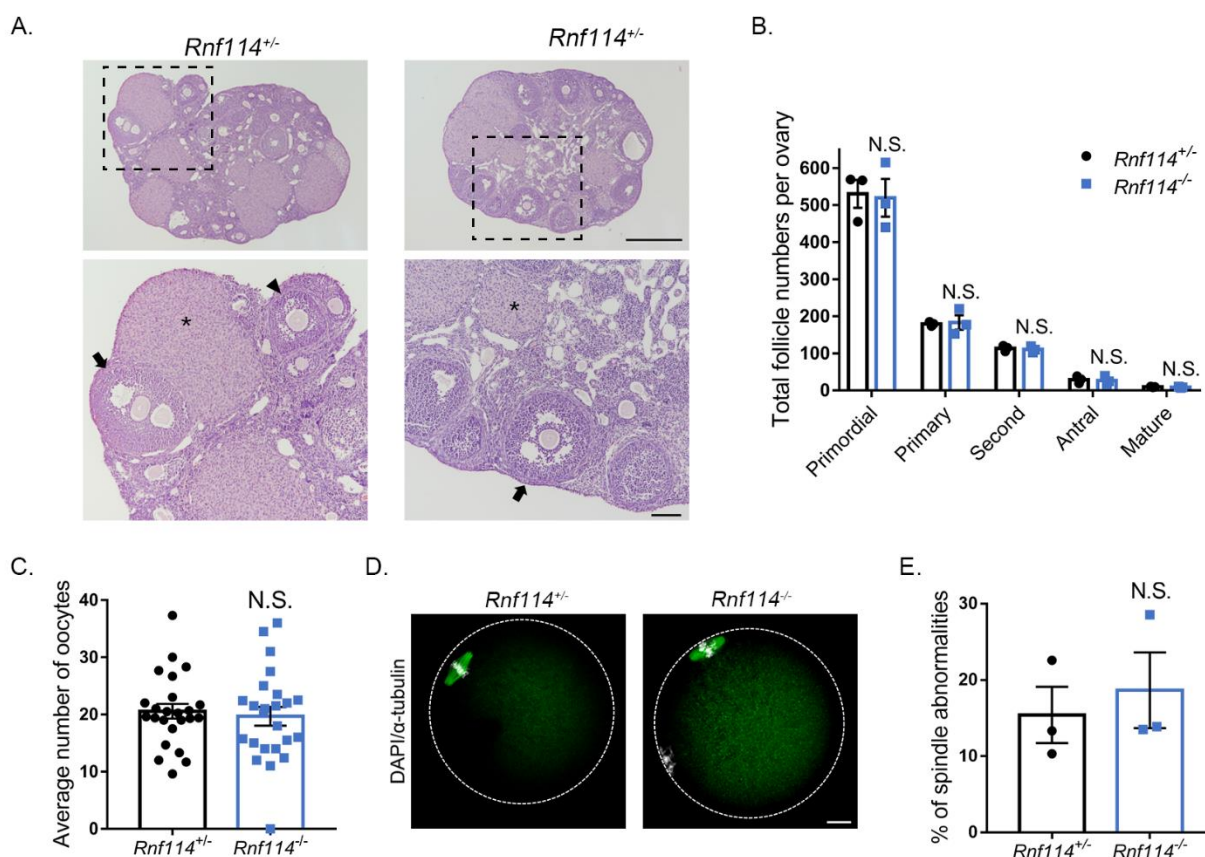 A.
Rnf114+/-
Rnf114+/-
*
*
B.
Total follicle numbers per ovary
600
500
400
300
200
100
0
N.S.
N.S.
N.S.
N.S.
N.S.
Rnf114+/-
Rnf114-/-
Primordial
Primary
Second
Antral
Mature
C.
Average number of oocytes
40
30
20
10
0
N.S.
Rnf114+/-
Rnf114-/-
D.
Rnf114+/-
Rnf114-/-
DAPI/α-tubulin
E.
% of spindle abnormalities
30
20
10
0
N.S.
Rnf114+/-
Rnf114-/-